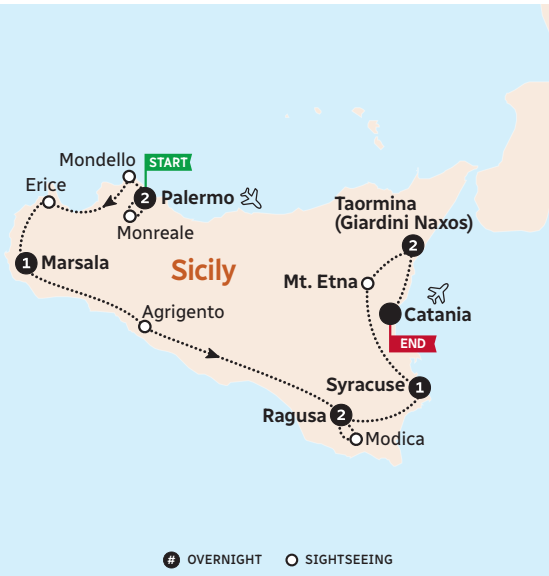 Mondello
START
Erice
2
Palermo
Monreale
Taormina
(Giardini Naxos)
2
1
Marsala
Sicily
Mt. Etna
Agrigento
Catania
END
Syracuse
1
Ragusa
2
Modica
# OVERNIGHT
SIGHTSEEING